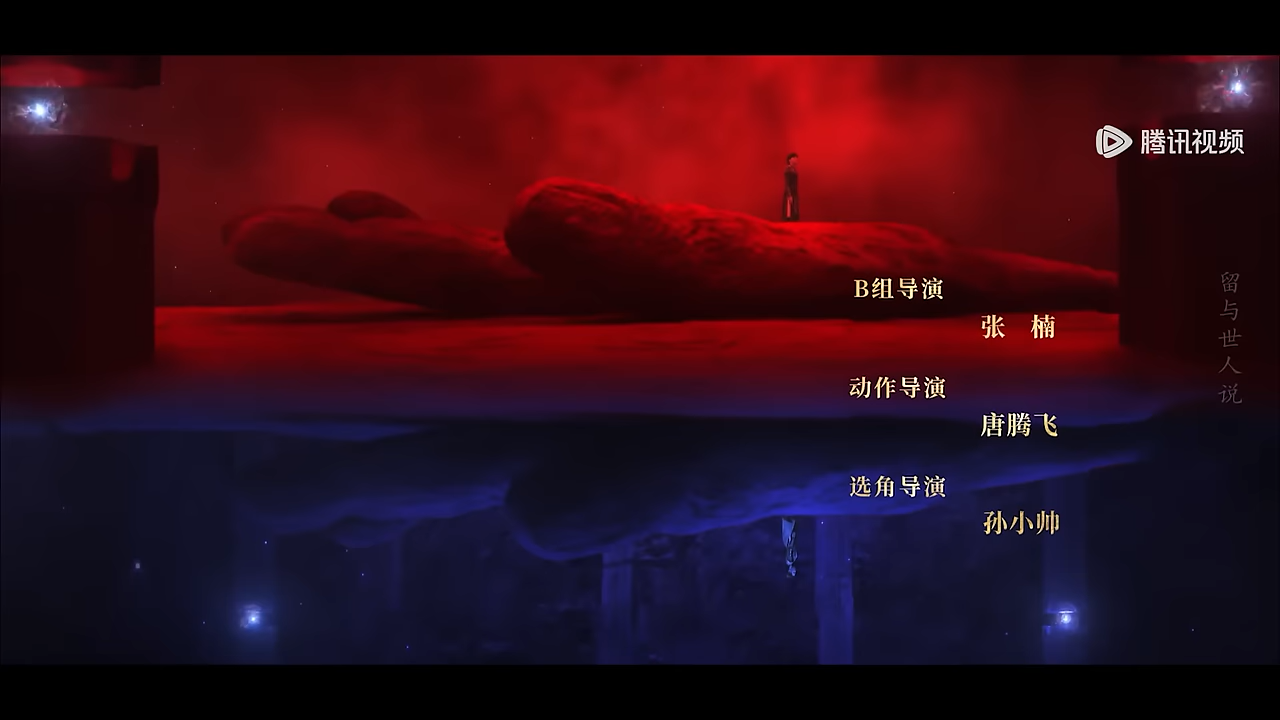 腾讯视频
B组导演
张 楠
动作导演
唐腾飞
选角导演
孙小帅
留与世人说